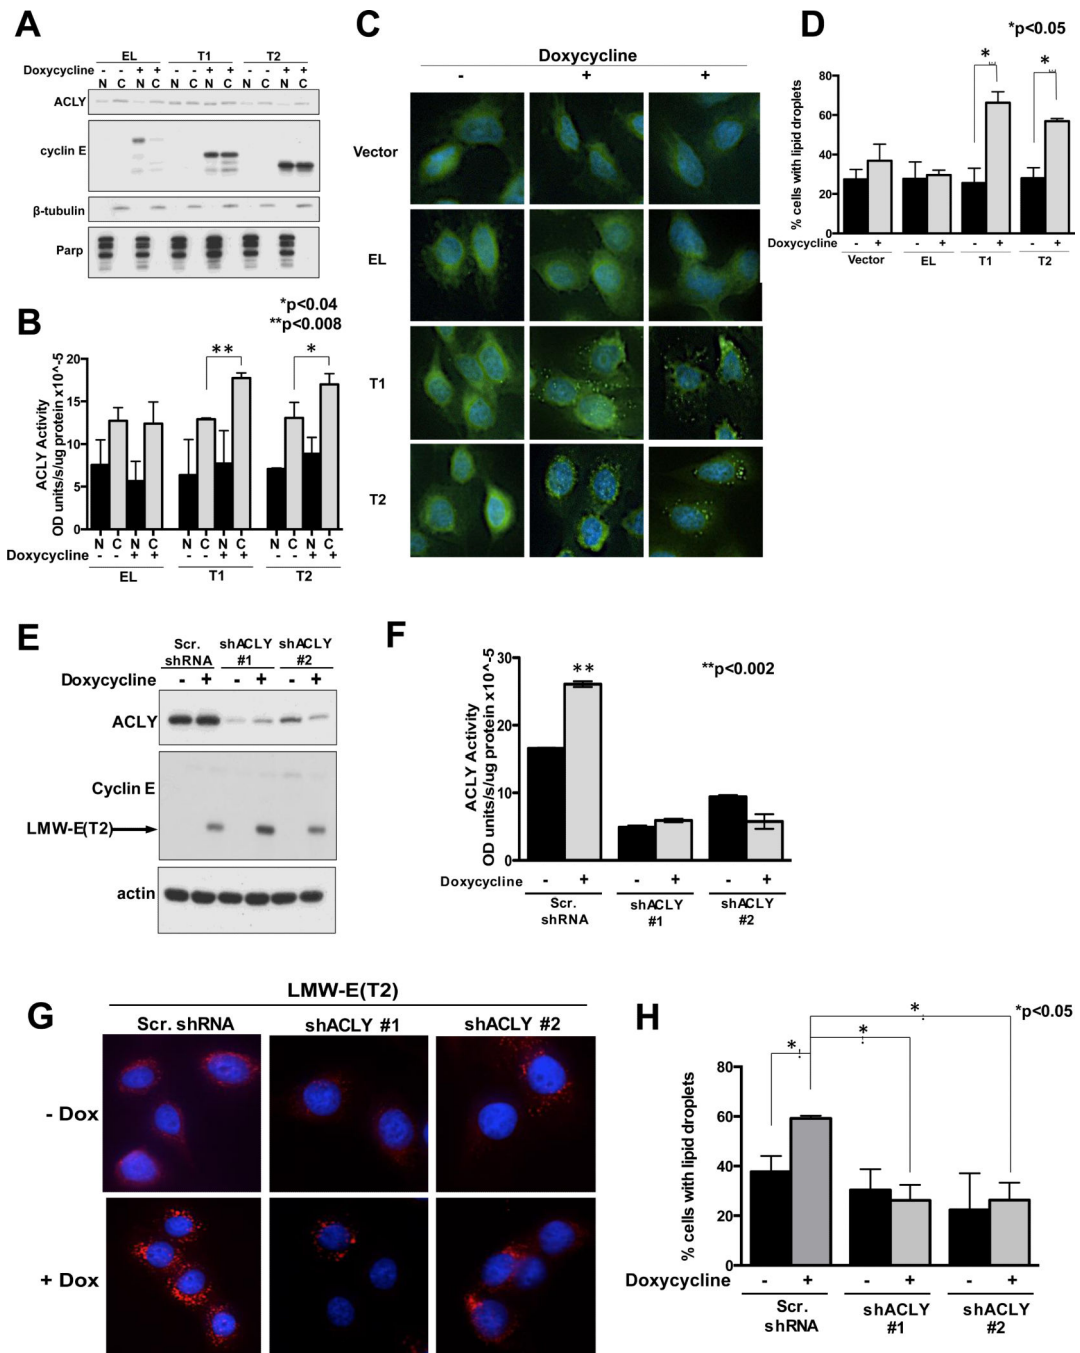 A
EL T1 T2
Doxycycline - - + + - - + + - - + +
N C N C N C N C N C N C
ACLY
cyclin E
β-tubulin
Parp
B
*p<0.04
**p<0.008
ACLY Activity
OD units/s/ug protein x10^-5
20
15
10
5
0
** *
N C N C N C N C N C N C
Doxycycline - - + + - - + + - - + +
EL T1 T2
C
Doxycycline
- + +
Vector
EL
T1
T2
D
*p<0.05
% cells with lipid droplets
80
60
40
20
0
* *
Doxycycline - + - + - + - +
Vector EL T1 T2
E
Scr. shRNA shACLY #1 shACLY #2
Doxycycline - + - + - +
ACLY
Cyclin E
LMW-E(T2)
actin
F
**p<0.002
ACLY Activity
OD units/s/ug protein x10^-5
30
20
10
0
**
Doxycycline - + - + - +
Scr. shRNA shACLY #1 shACLY #2
G
LMW-E(T2)
Scr. shRNA shACLY #1 shACLY #2
- Dox
+ Dox
H
*p<0.05
% cells with lipid droplets
80
60
40
20
0
* * *
Doxycycline - + - + - +
Scr. shRNA shACLY #1 shACLY #2